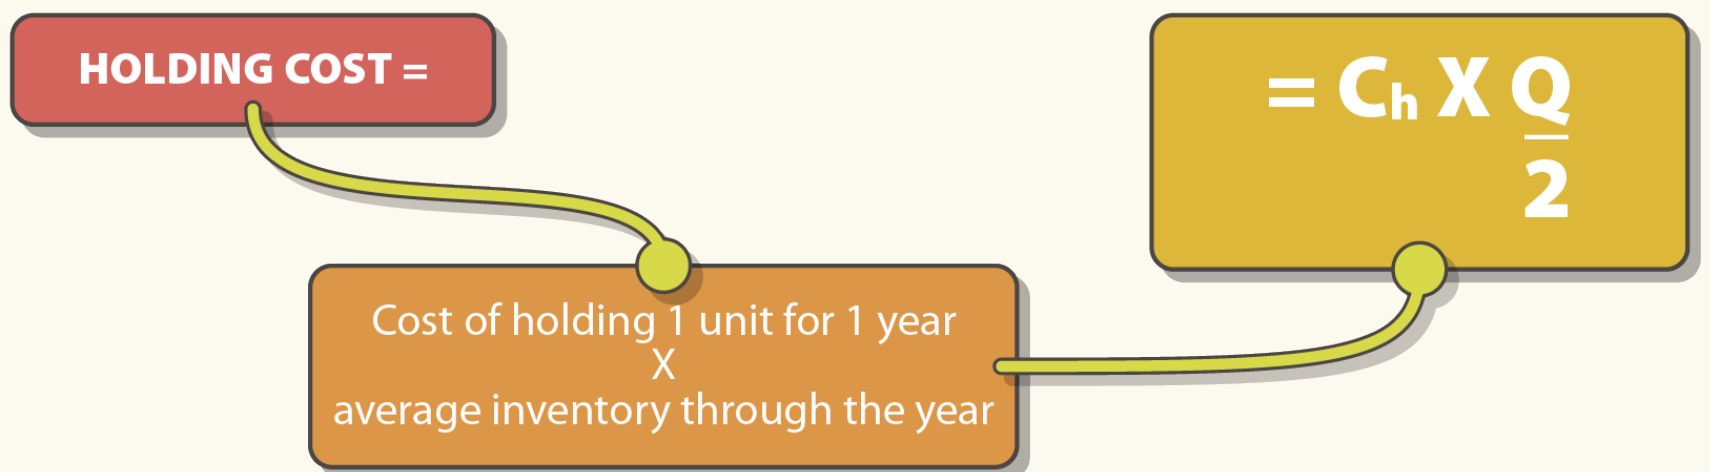 HOLDING COST =
Cost of holding 1 unit for 1 year
X
average inventory through the year
= Ch X Q
2